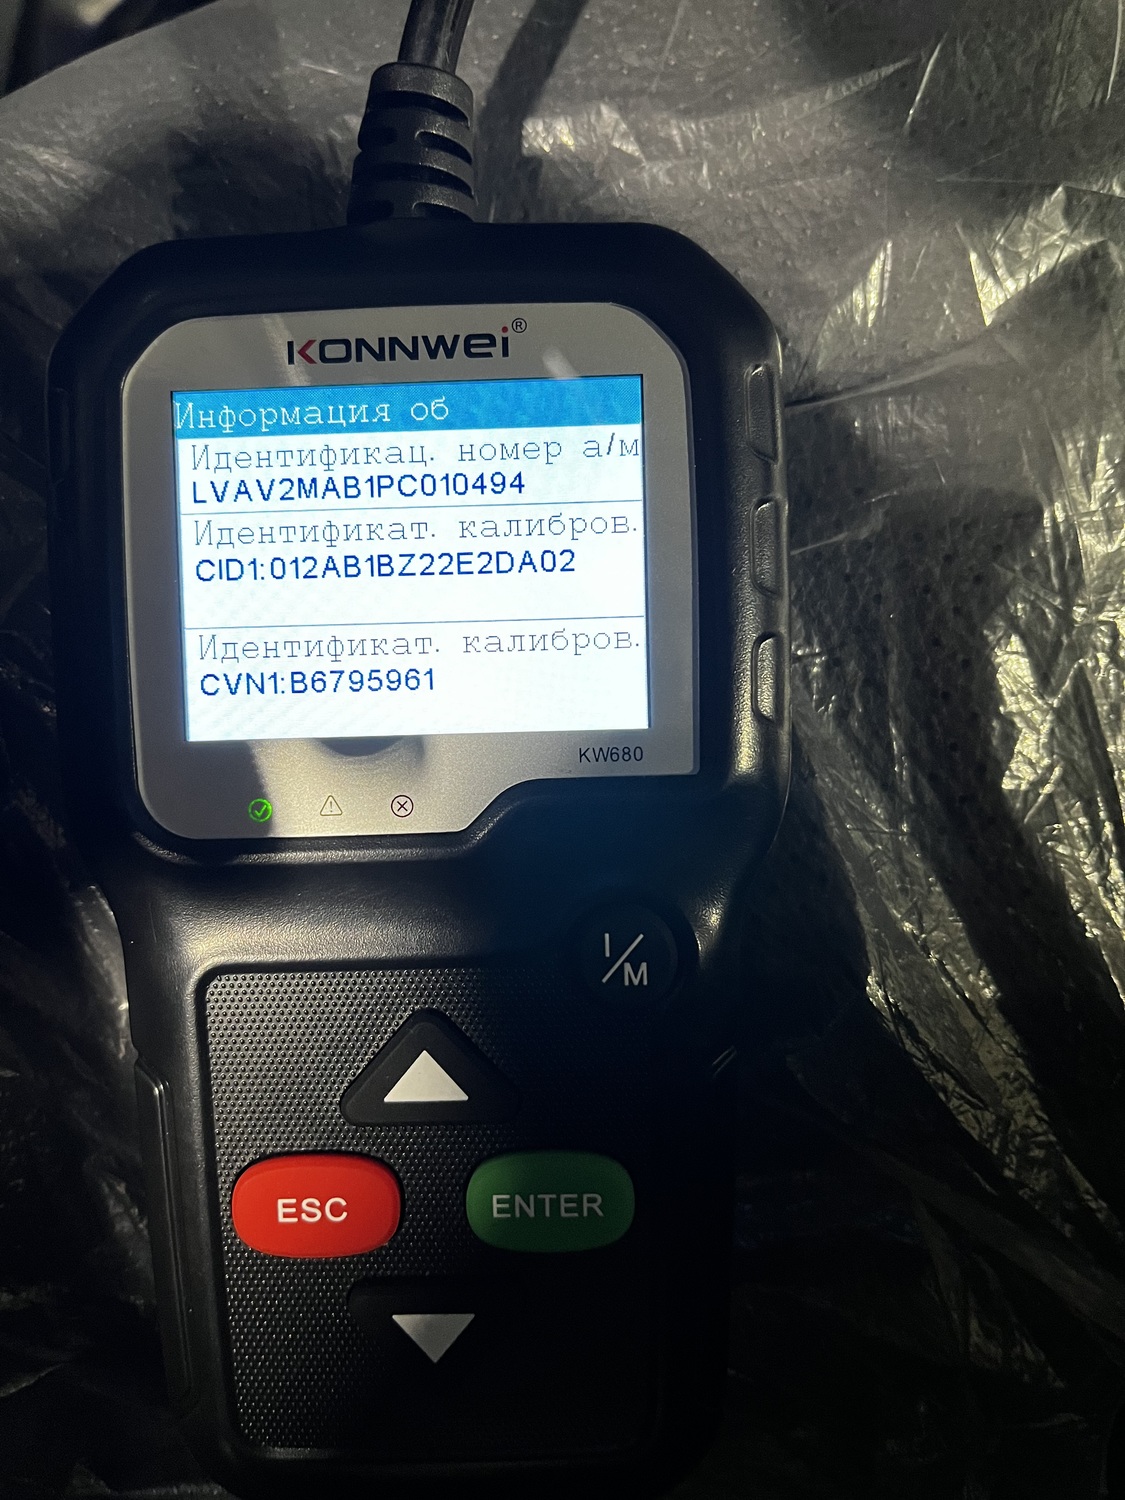 KONNWEI®
Информация об
Идентификац. номер а/м
LVAV2MAB1PC010494
Идентификат. калибров.
CID1:012AB1BZ22E2DA02
Идентификат. калибров.
CVN1:B6795961
KW680
I/M
ESC
ENTER